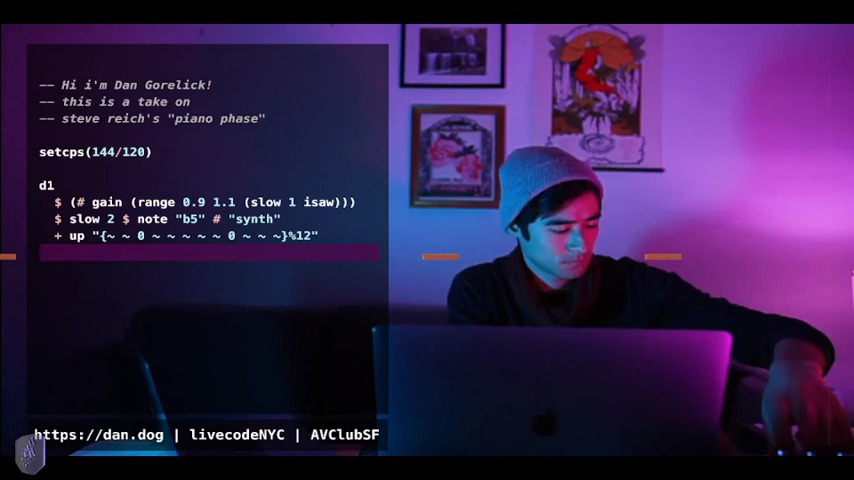 -- Hi i'm Dan Gorelick!
-- this is a take on
-- steve reich's "piano phase"
setcps(144/120)
d1
$ (# gain (range 0.9 1.1 (slow 1 isaw)))
$ slow 2 $ note "b5" # "synth"
+ up "{~ ~ 0 ~ ~ ~ ~ ~ 0 ~ ~ ~}%12"
https://dan.dog | livecodeNYC | AVClubSF